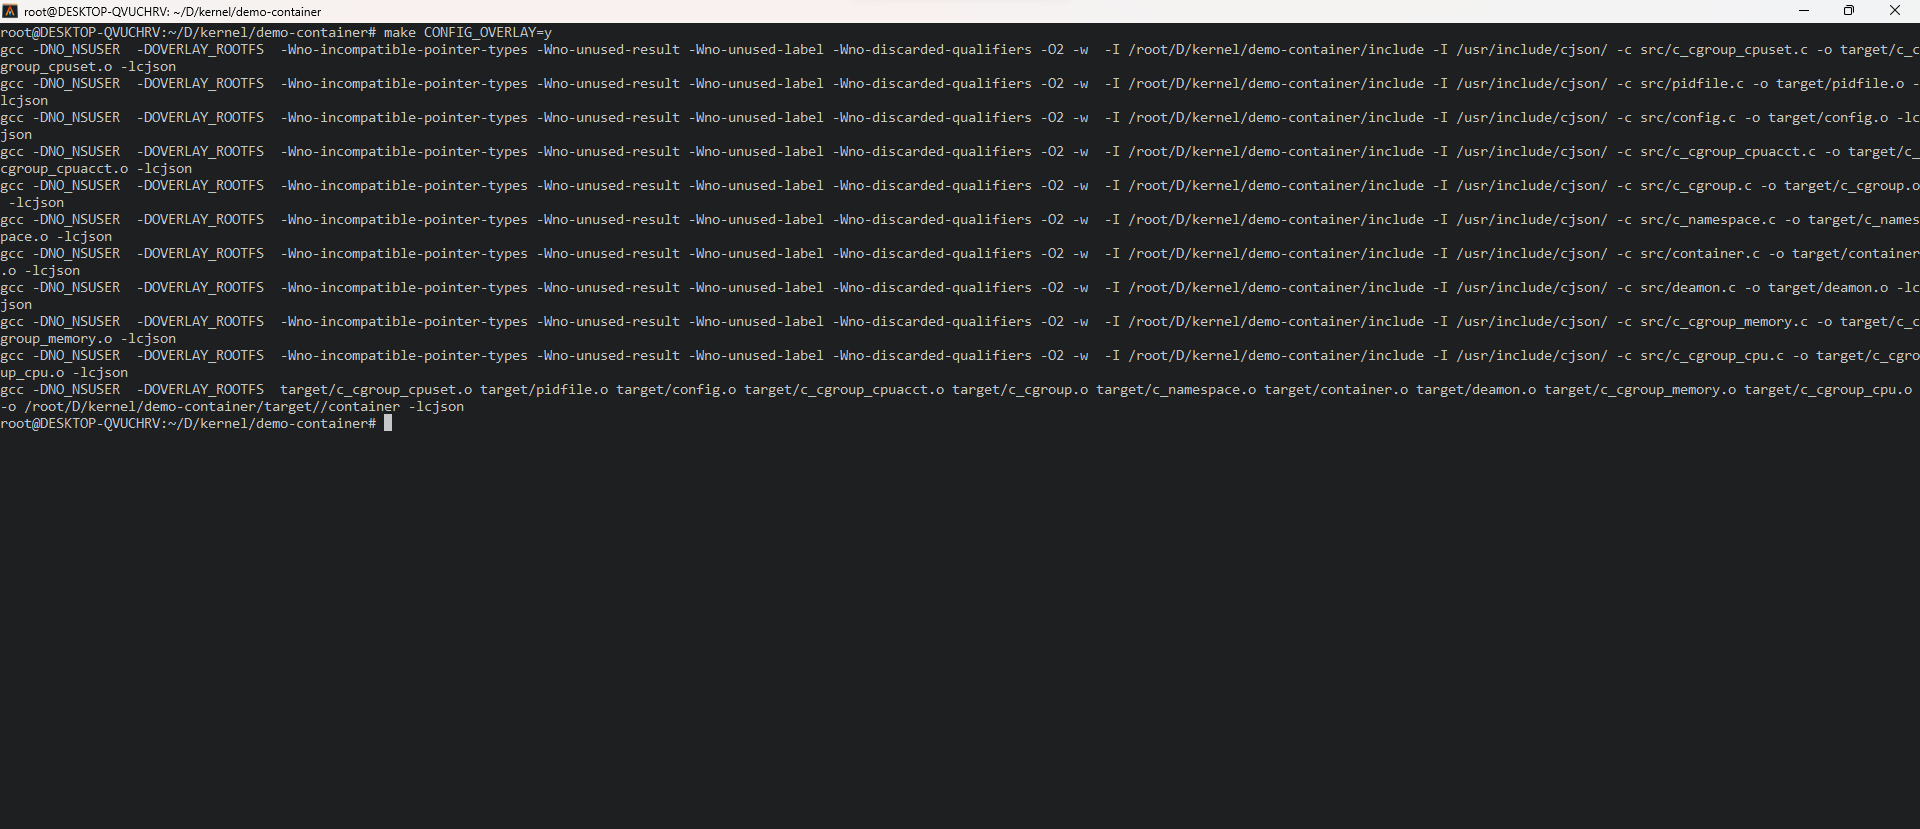 root@DESKTOP-QVUCHRV: ~/D/kernel/demo-container
root@DESKTOP-QVUCHRV:~/D/kernel/demo-container# make CONFIG_OVERLAY=y
gcc -DNO_NSUSER  -DOVERLAY_ROOTFS  -Wno-incompatible-pointer-types -Wno-unused-result -Wno-unused-label -Wno-discarded-qualifiers -O2 -w  -I /root/D/kernel/demo-container/include -I /usr/include/cjson/ -c src/c_cgroup_cpuset.c -o target/c_c
group_cpuset.o -lcjson
gcc -DNO_NSUSER  -DOVERLAY_ROOTFS  -Wno-incompatible-pointer-types -Wno-unused-result -Wno-unused-label -Wno-discarded-qualifiers -O2 -w  -I /root/D/kernel/demo-container/include -I /usr/include/cjson/ -c src/pidfile.c -o target/pidfile.o -
lcjson
gcc -DNO_NSUSER  -DOVERLAY_ROOTFS  -Wno-incompatible-pointer-types -Wno-unused-result -Wno-unused-label -Wno-discarded-qualifiers -O2 -w  -I /root/D/kernel/demo-container/include -I /usr/include/cjson/ -c src/config.c -o target/config.o -lc
json
gcc -DNO_NSUSER  -DOVERLAY_ROOTFS  -Wno-incompatible-pointer-types -Wno-unused-result -Wno-unused-label -Wno-discarded-qualifiers -O2 -w  -I /root/D/kernel/demo-container/include -I /usr/include/cjson/ -c src/c_cgroup_cpuacct.c -o target/c_
cgroup_cpuacct.o -lcjson
gcc -DNO_NSUSER  -DOVERLAY_ROOTFS  -Wno-incompatible-pointer-types -Wno-unused-result -Wno-unused-label -Wno-discarded-qualifiers -O2 -w  -I /root/D/kernel/demo-container/include -I /usr/include/cjson/ -c src/c_cgroup.c -o target/c_cgroup.o
 -lcjson
gcc -DNO_NSUSER  -DOVERLAY_ROOTFS  -Wno-incompatible-pointer-types -Wno-unused-result -Wno-unused-label -Wno-discarded-qualifiers -O2 -w  -I /root/D/kernel/demo-container/include -I /usr/include/cjson/ -c src/c_namespace.c -o target/c_names
pace.o -lcjson
gcc -DNO_NSUSER  -DOVERLAY_ROOTFS  -Wno-incompatible-pointer-types -Wno-unused-result -Wno-unused-label -Wno-discarded-qualifiers -O2 -w  -I /root/D/kernel/demo-container/include -I /usr/include/cjson/ -c src/container.c -o target/container
.o -lcjson
gcc -DNO_NSUSER  -DOVERLAY_ROOTFS  -Wno-incompatible-pointer-types -Wno-unused-result -Wno-unused-label -Wno-discarded-qualifiers -O2 -w  -I /root/D/kernel/demo-container/include -I /usr/include/cjson/ -c src/deamon.c -o target/deamon.o -lc
json
gcc -DNO_NSUSER  -DOVERLAY_ROOTFS  -Wno-incompatible-pointer-types -Wno-unused-result -Wno-unused-label -Wno-discarded-qualifiers -O2 -w  -I /root/D/kernel/demo-container/include -I /usr/include/cjson/ -c src/c_cgroup_memory.c -o target/c_c
group_memory.o -lcjson
gcc -DNO_NSUSER  -DOVERLAY_ROOTFS  -Wno-incompatible-pointer-types -Wno-unused-result -Wno-unused-label -Wno-discarded-qualifiers -O2 -w  -I /root/D/kernel/demo-container/include -I /usr/include/cjson/ -c src/c_cgroup_cpu.c -o target/c_cgro
up_cpu.o -lcjson
gcc -DNO_NSUSER  -DOVERLAY_ROOTFS  target/c_cgroup_cpuset.o target/pidfile.o target/config.o target/c_cgroup_cpuacct.o target/c_cgroup.o target/c_namespace.o target/container.o target/deamon.o target/c_cgroup_memory.o target/c_cgroup_cpu.o 
-o /root/D/kernel/demo-container/target//container -lcjson
root@DESKTOP-QVUCHRV:~/D/kernel/demo-container#